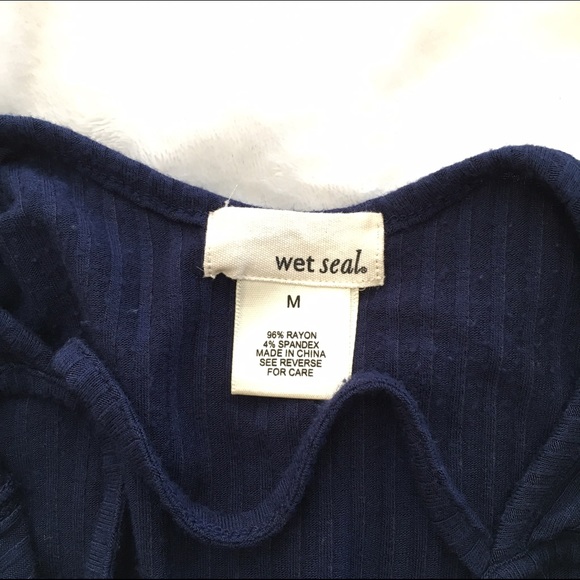 wet seal.
M
96% RAYON
4% SPANDEX
MADE IN CHINA
SEE REVERSE
FOR CARE